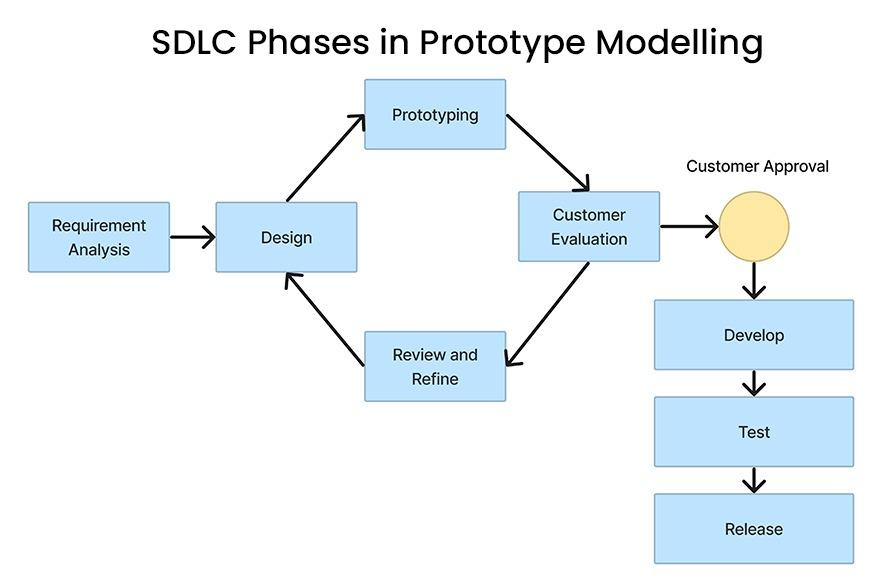 SDLC Phases in Prototype Modelling
Prototyping
Customer Approval
Requirement
Analysis
Design
Customer
Evaluation
Review and
Refine
Develop
Test
Release